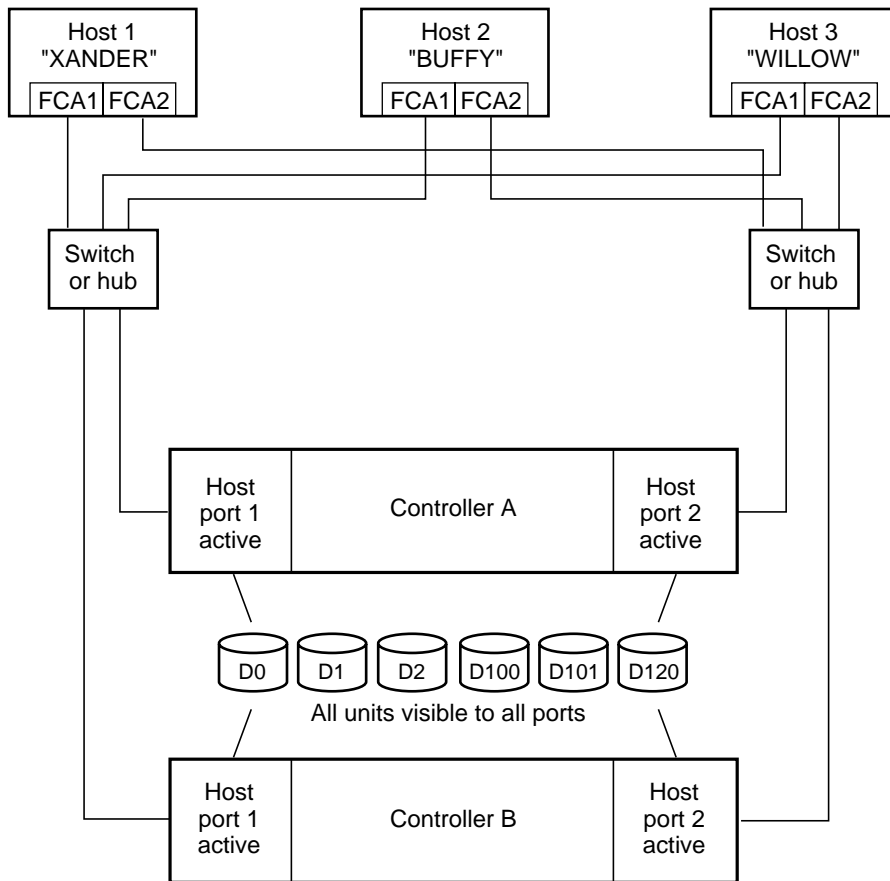 Host 1
"XANDER"
FCA1 FCA2
Host 2
"BUFFY"
FCA1 FCA2
Host 3
"WILLOW"
FCA1 FCA2
Switch
or hub
Switch
or hub
Host
port 1
active
Controller A
Host
port 2
active
D0 D1 D2 D100 D101 D120
All units visible to all ports
Host
port 1
active
Controller B
Host
port 2
active